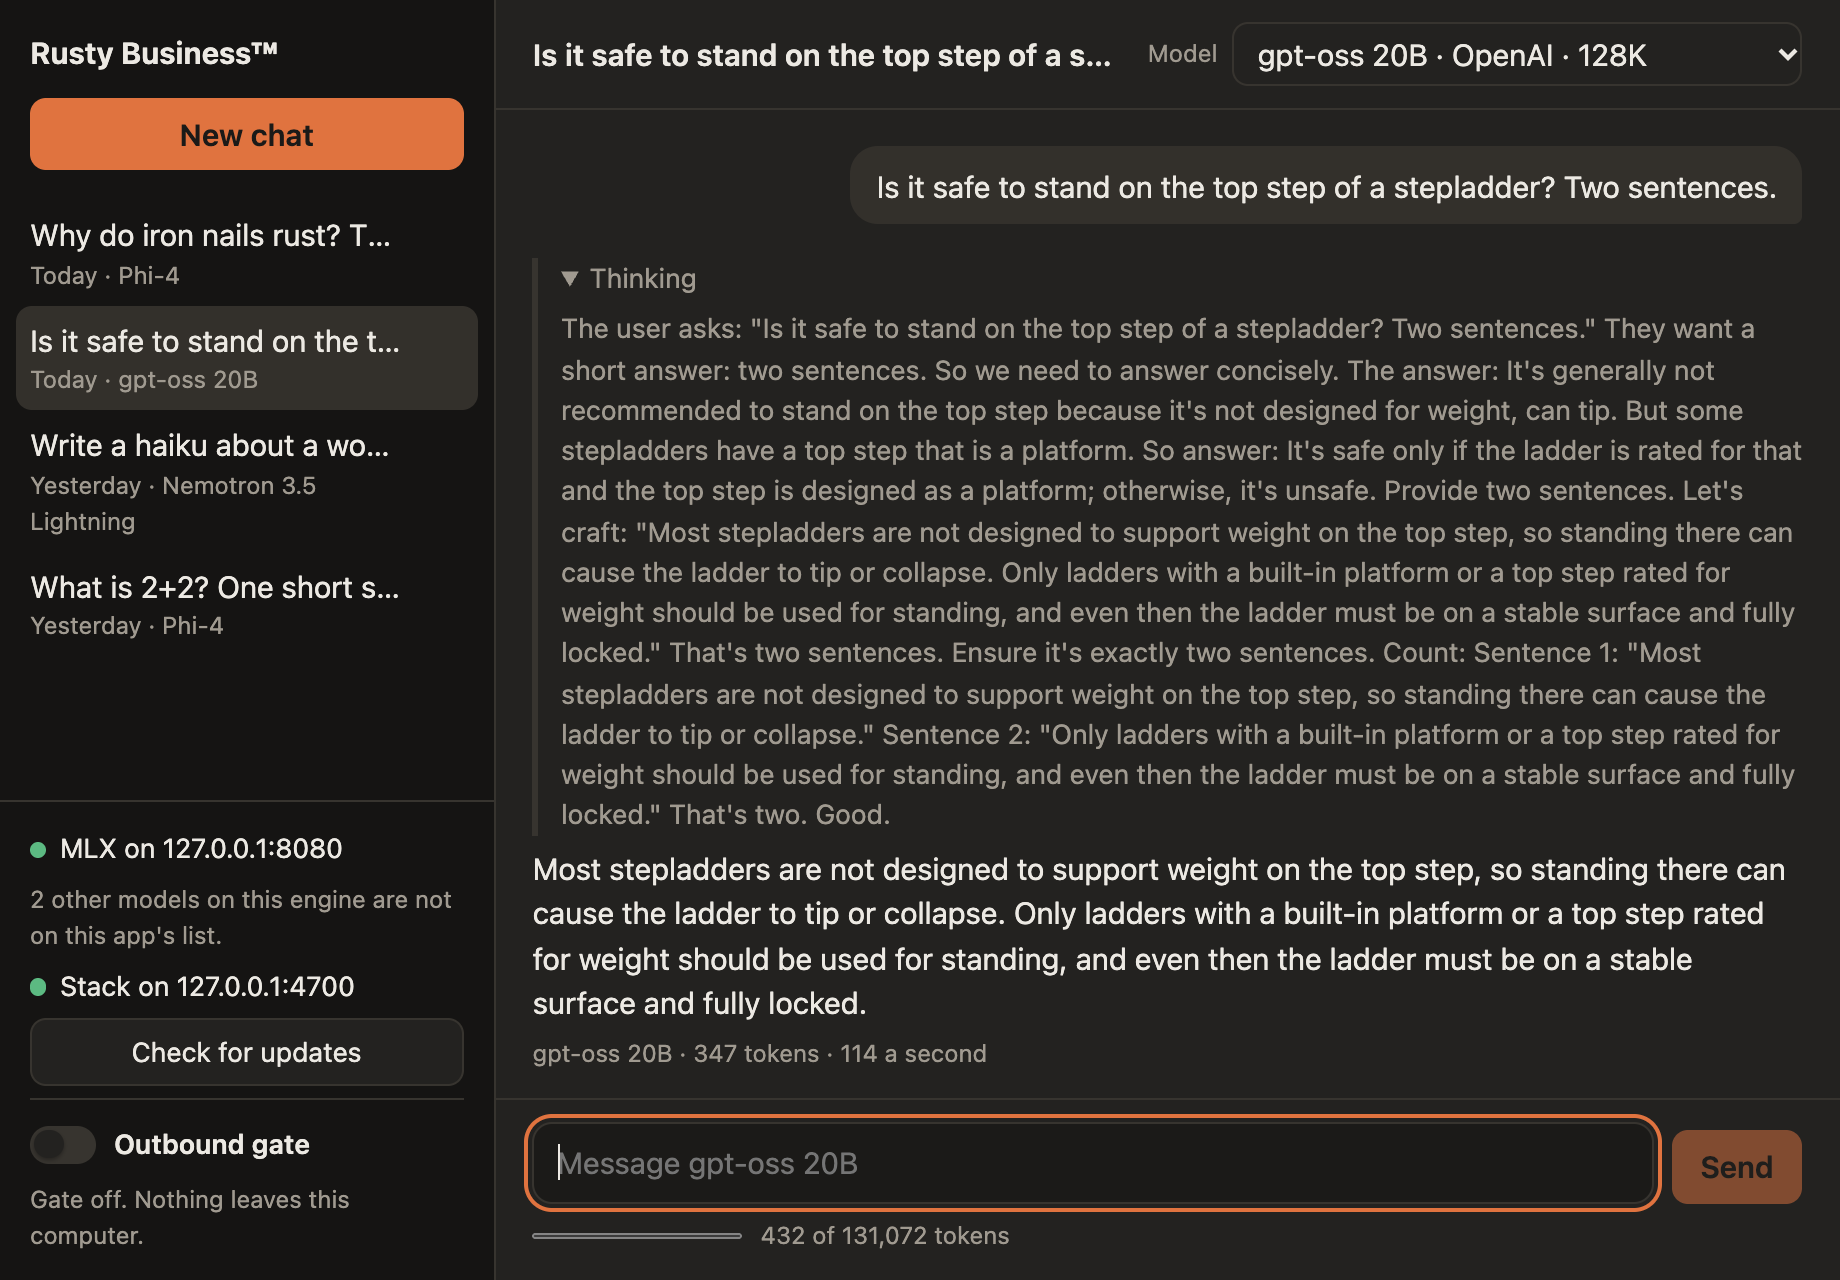 Rusty Business™
New chat
Why do iron nails rust? T...
Today · Phi-4
Is it safe to stand on the t...
Today · gpt-oss 20B
Write a haiku about a wo...
Yesterday · Nemotron 3.5
Lightning
What is 2+2? One short s...
Yesterday · Phi-4
MLX on 127.0.0.1:8080
2 other models on this engine are not
on this app's list.
Stack on 127.0.0.1:4700
Check for updates
Outbound gate
Gate off. Nothing leaves this
computer.
Is it safe to stand on the top step of a s...
Model
gpt-oss 20B · OpenAI · 128K
Is it safe to stand on the top step of a stepladder? Two sentences.
▼ Thinking
The user asks: "Is it safe to stand on the top step of a stepladder? Two sentences." They want a
short answer: two sentences. So we need to answer concisely. The answer: It's generally not
recommended to stand on the top step because it's not designed for weight, can tip. But some
stepladders have a top step that is a platform. So answer: It's safe only if the ladder is rated for that
and the top step is designed as a platform; otherwise, it's unsafe. Provide two sentences. Let's
craft: "Most stepladders are not designed to support weight on the top step, so standing there can
cause the ladder to tip or collapse. Only ladders with a built-in platform or a top step rated for
weight should be used for standing, and even then the ladder must be on a stable surface and fully
locked." That's two sentences. Ensure it's exactly two sentences. Count: Sentence 1: "Most
stepladders are not designed to support weight on the top step, so standing there can cause the
ladder to tip or collapse." Sentence 2: "Only ladders with a built-in platform or a top step rated for
weight should be used for standing, and even then the ladder must be on a stable surface and fully
locked." That's two. Good.
Most stepladders are not designed to support weight on the top step, so standing there can
cause the ladder to tip or collapse. Only ladders with a built-in platform or a top step rated
for weight should be used for standing, and even then the ladder must be on a stable
surface and fully locked.
gpt-oss 20B · 347 tokens · 114 a second
Message gpt-oss 20B
Send
432 of 131,072 tokens